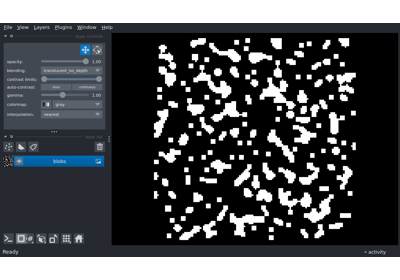 File View Layers Plugins Window Help
opacity: 1.00
blending: translucent_no_depth
contrast limits:
auto-contrast: once continuous
gamma: 1.00
colormap: gray
interpolation: nearest
blobs
Ready
activity